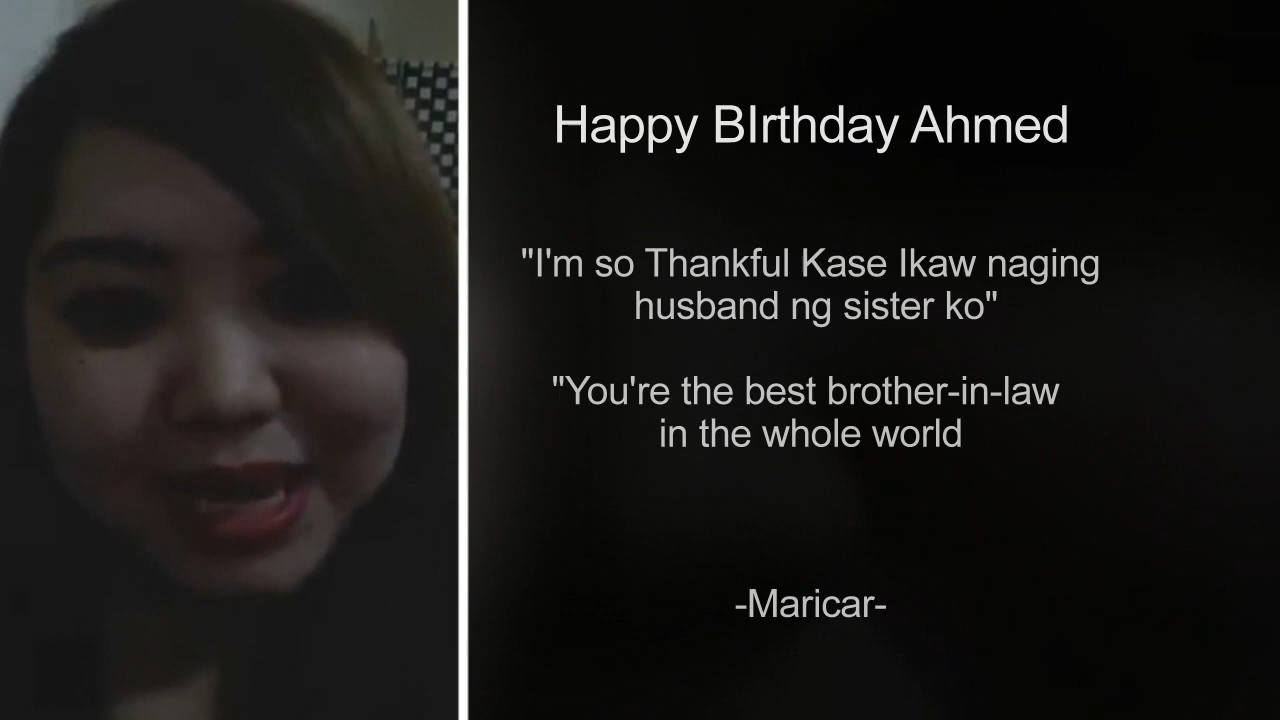 Happy BIrthday Ahmed
"I'm so Thankful Kase Ikaw naging
husband ng sister ko"
"You're the best brother-in-law
in the whole world
-Maricar-